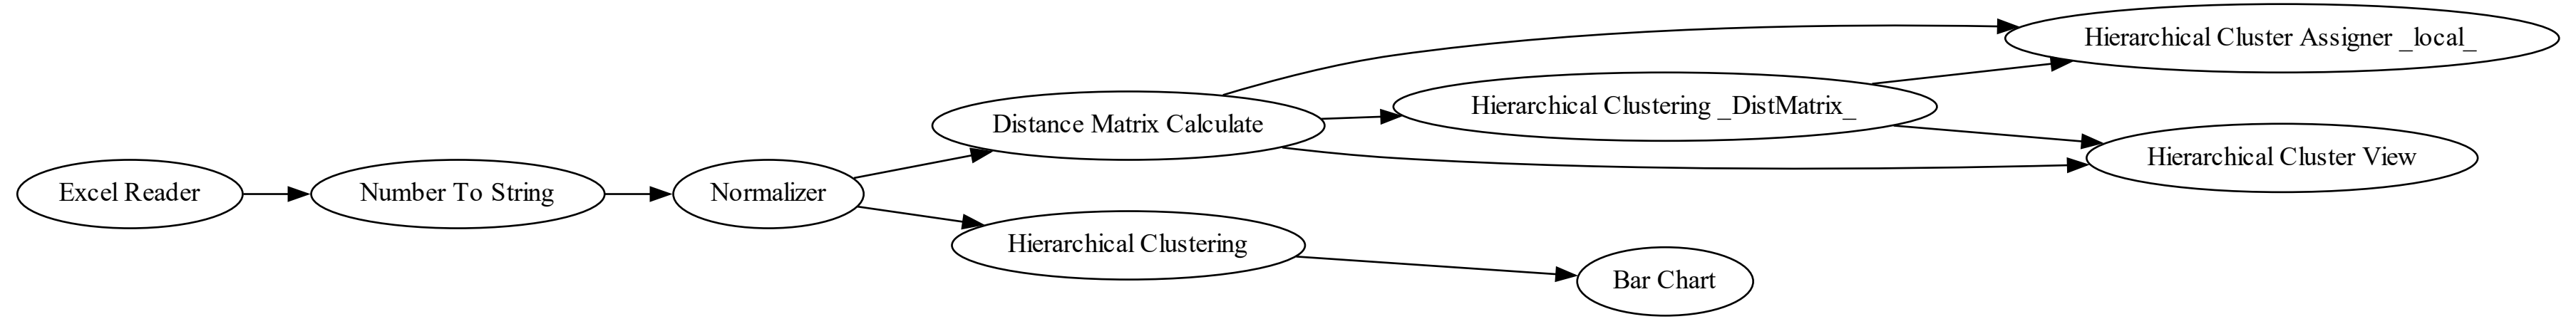 Excel Reader
Number To String
Normalizer
Distance Matrix Calculate
Hierarchical Clustering
Hierarchical Clustering _DistMatrix_
Bar Chart
Hierarchical Cluster Assigner _local_
Hierarchical Cluster View